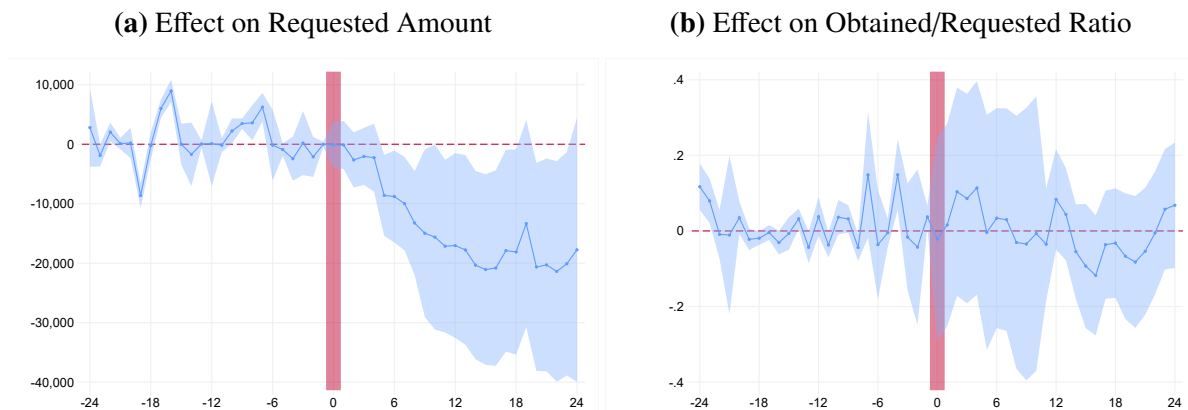 (a) Effect on Requested Amount
(b) Effect on Obtained/Requested Ratio
10,000
0
-10,000
-20,000
-30,000
-40,000
-24 -18 -12 -6 0 6 12 18 24
.4
.2
0
-.2
-.4
-24 -18 -12 -6 0 6 12 18 24